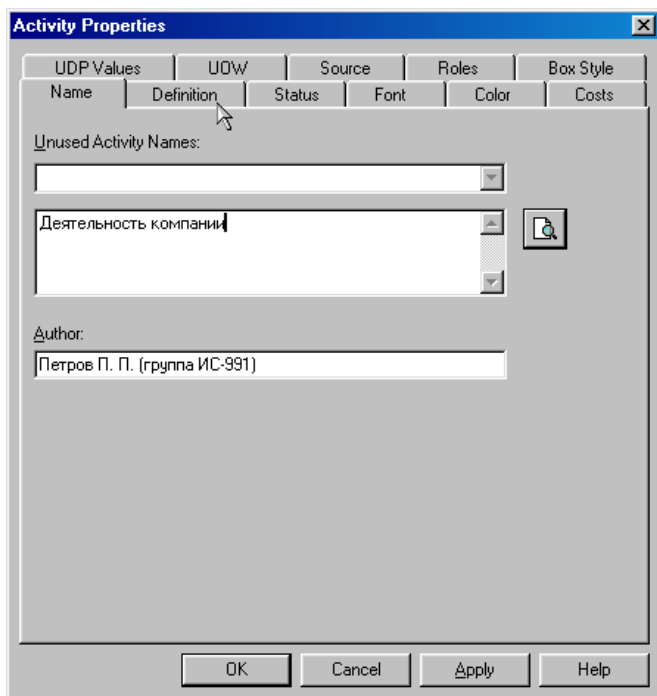 Activity Properties
UDP Values UOW Source Roles Box Style
Name Definition Status Font Color Costs
Unused Activity Names:
Деятельность компании
Author:
Петров П. П. (группа ИС-991)
OK Cancel Apply Help